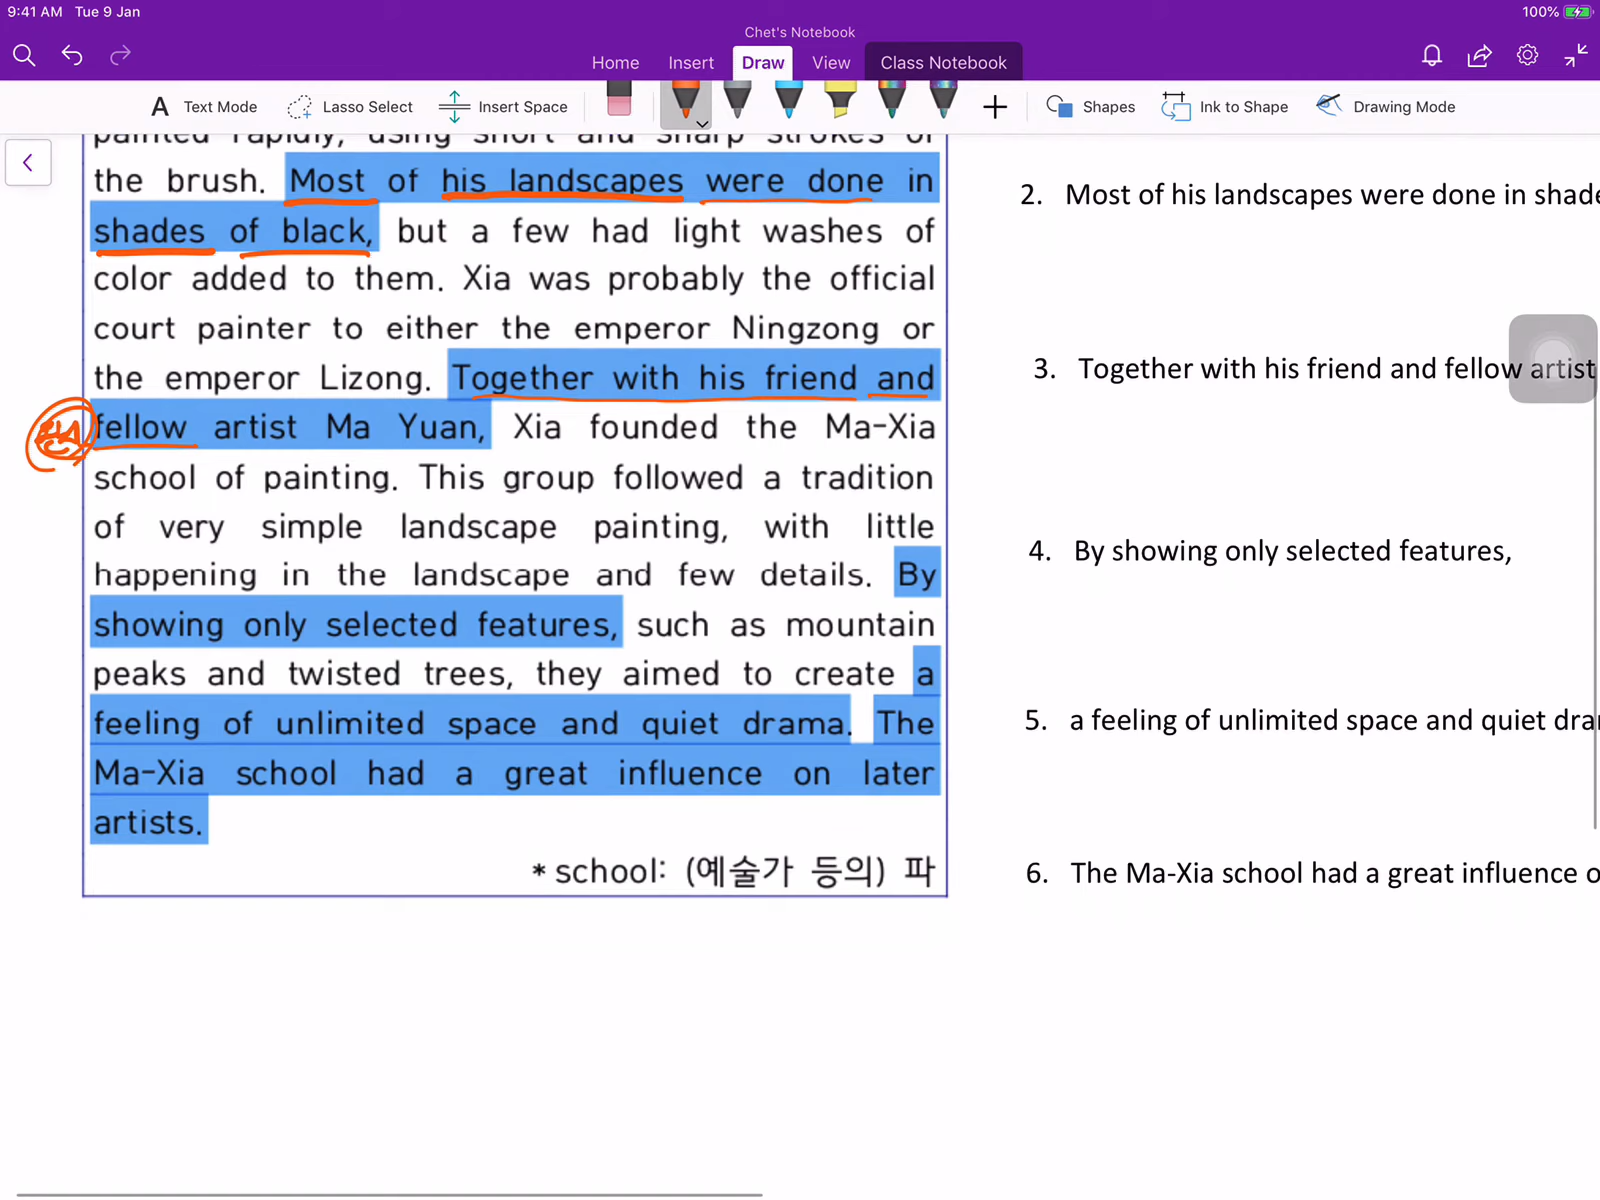 9:41 AM Tue 9 Jan
100%
Chet's Notebook
Home Insert Draw View Class Notebook
Text Mode Lasso Select Insert Space Shapes Ink to Shape Drawing Mode
painted rapidly, using short and sharp strokes of
the brush. Most of his landscapes were done in
shades of black, but a few had light washes of
color added to them. Xia was probably the official
court painter to either the emperor Ningzong or
the emperor Lizong. Together with his friend and
fellow artist Ma Yuan, Xia founded the Ma-Xia
school of painting. This group followed a tradition
of very simple landscape painting, with little
happening in the landscape and few details. By
showing only selected features, such as mountain
peaks and twisted trees, they aimed to create a
feeling of unlimited space and quiet drama. The
Ma-Xia school had a great influence on later
artists.
* school: (예술가 등의) 파
2. Most of his landscapes were done in shade
3. Together with his friend and fellow artist
4. By showing only selected features,
5. a feeling of unlimited space and quiet dra
6. The Ma-Xia school had a great influence o